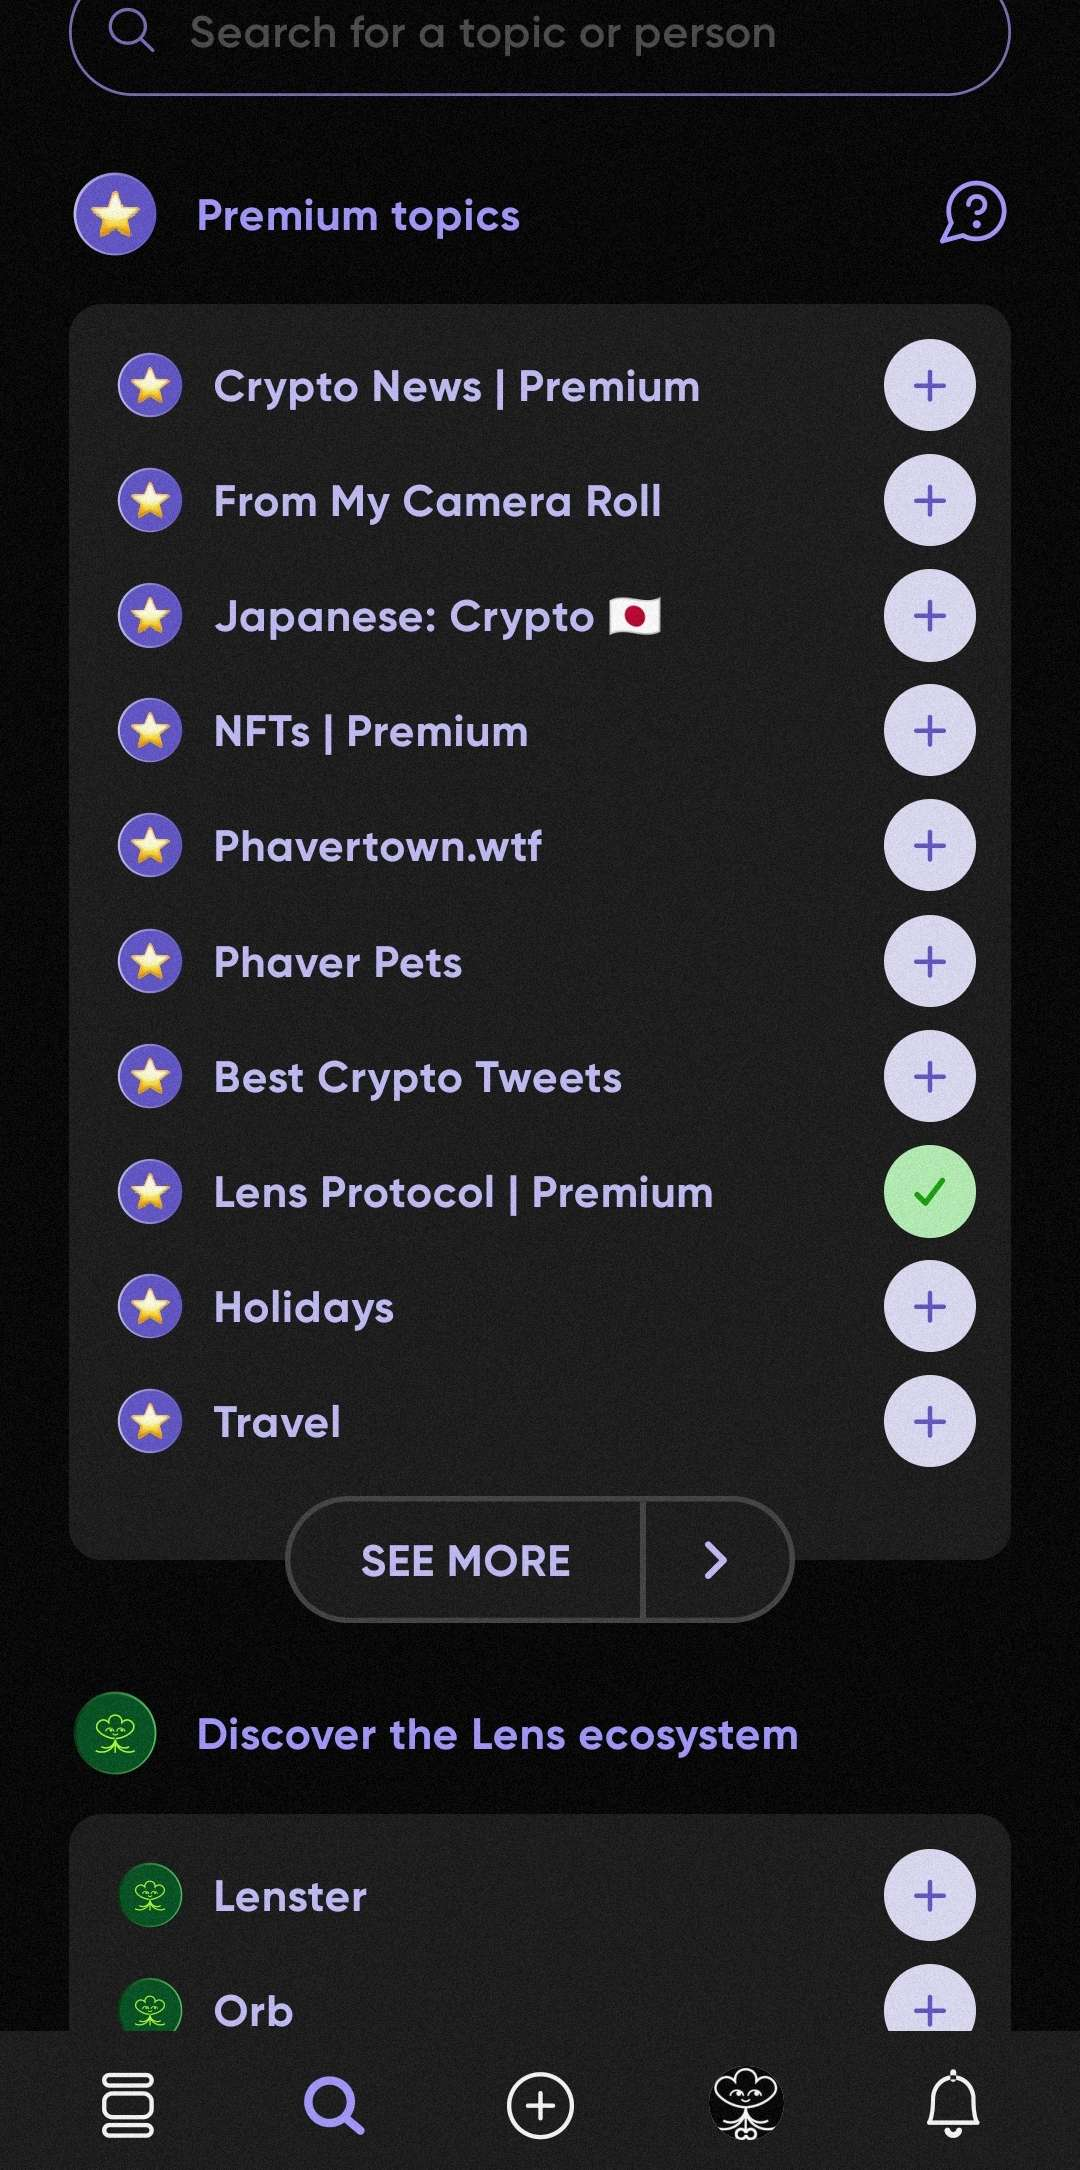 Search for a topic or person
Premium topics
Crypto News | Premium
From My Camera Roll
Japanese: Crypto 🇯🇵
NFTs | Premium
Phavertown.wtf
Phaver Pets
Best Crypto Tweets
Lens Protocol | Premium
Holidays
Travel
SEE MORE
Discover the Lens ecosystem
Lenster
Orb